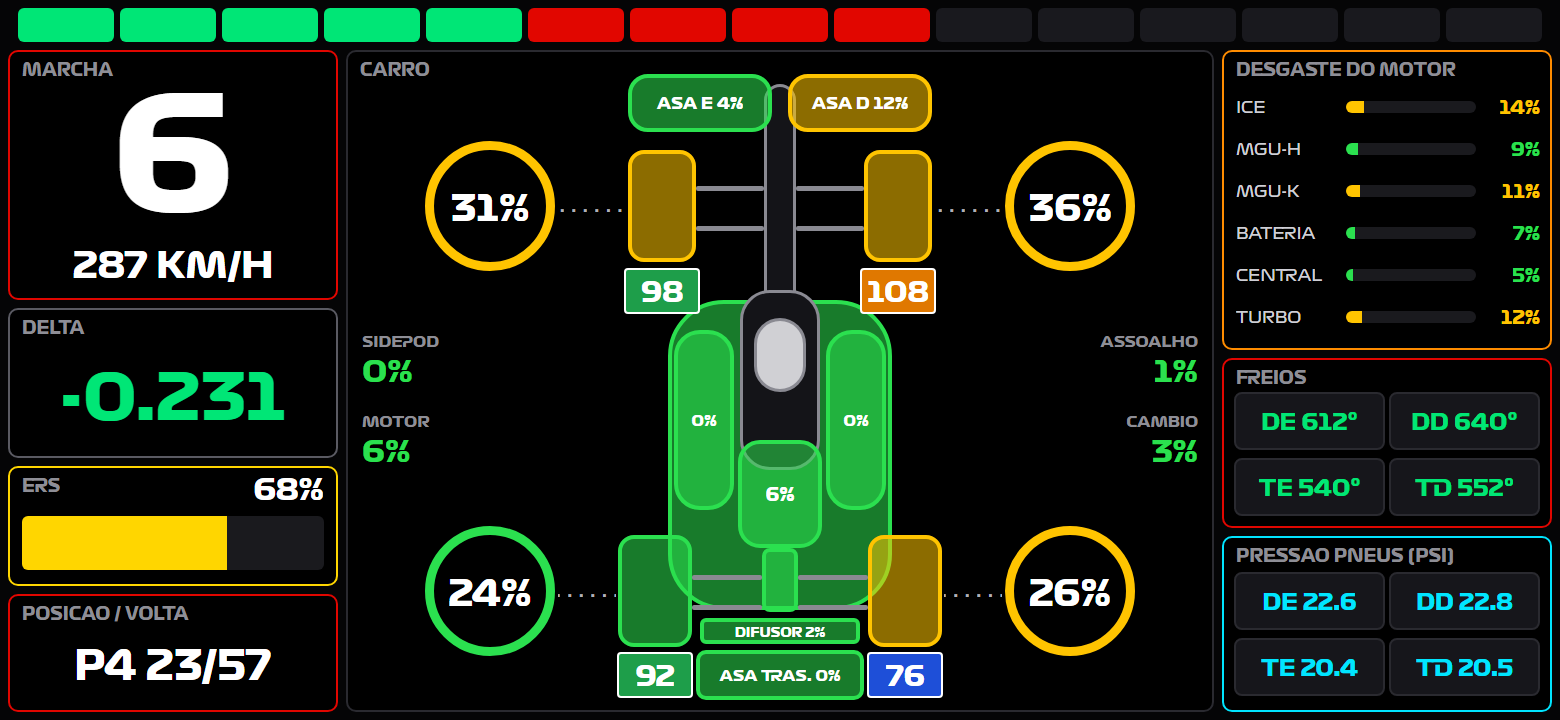 MARCHA
6
287 KM/H
DELTA
-0.231
ERS 68%
POSICAO / VOLTA
P4 23/57
CARRO
ASA E 4% ASA D 12%
31% 36%
98 108
SIDEPOD
0%
MOTOR
6%
0% 0%
6%
ASSOALHO
1%
CAMBIO
3%
24% 26%
DIFUSOR 2%
92 ASA TRAS. 0% 76
DESGASTE DO MOTOR
ICE 14%
MGU-H 9%
MGU-K 11%
BATERIA 7%
CENTRAL 5%
TURBO 12%
FREIOS
DE 612° DD 640°
TE 540° TD 552°
PRESSAO PNEUS (PSI)
DE 22.6 DD 22.8
TE 20.4 TD 20.5